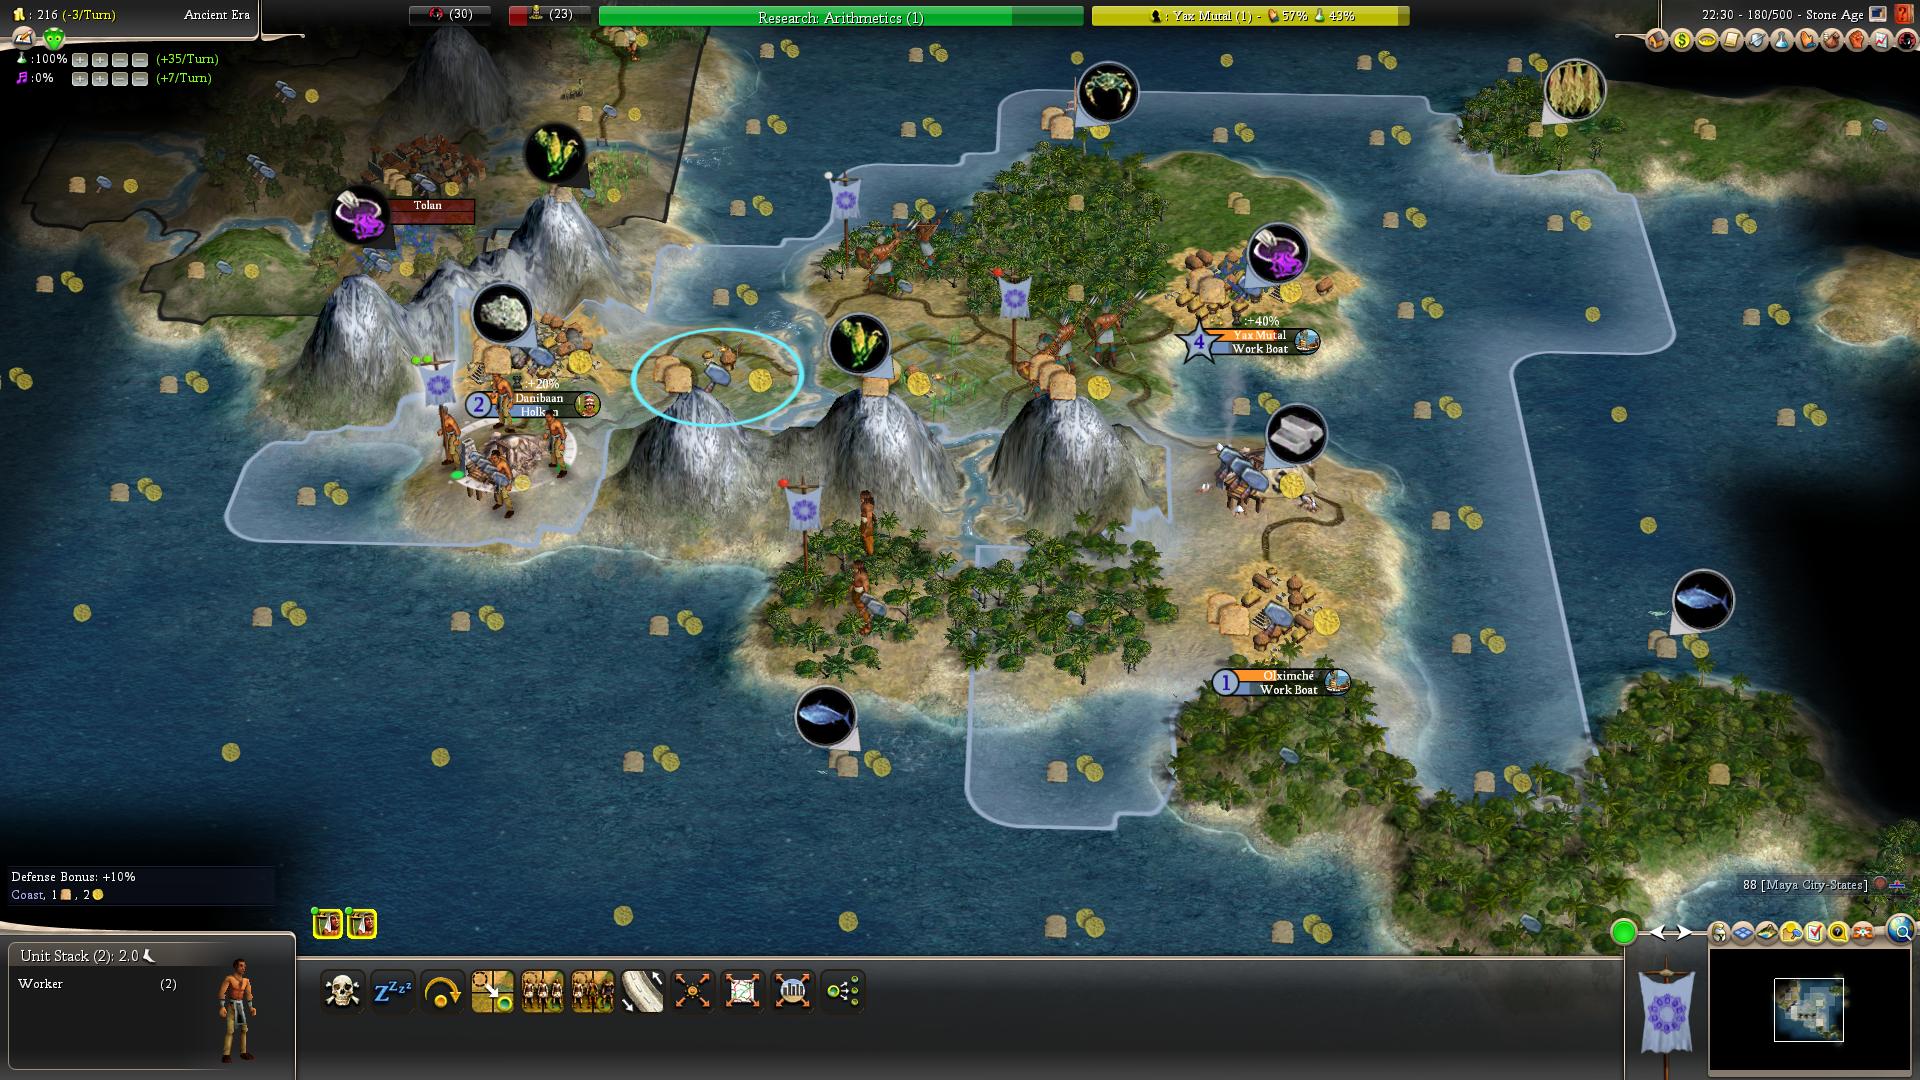 : 216 (-3/Turn)
Ancient Era
(30)
(23)
Research: Arithmetics (1)
: Yax Mutal (1) - 57% 43%
22:30 - 180/500 - Stone Age
:100% (+35/Turn)
:0% (+7/Turn)
Tolan
:+40%
4 Yax Mutal
Work Boat
:+20%
2 Danibaan
1 Olximché
Work Boat
Defense Bonus: +10%
Coast, 1 , 2
88 [Maya City-States]
Unit Stack (2): 2.0
Worker (2)
Zzzzz